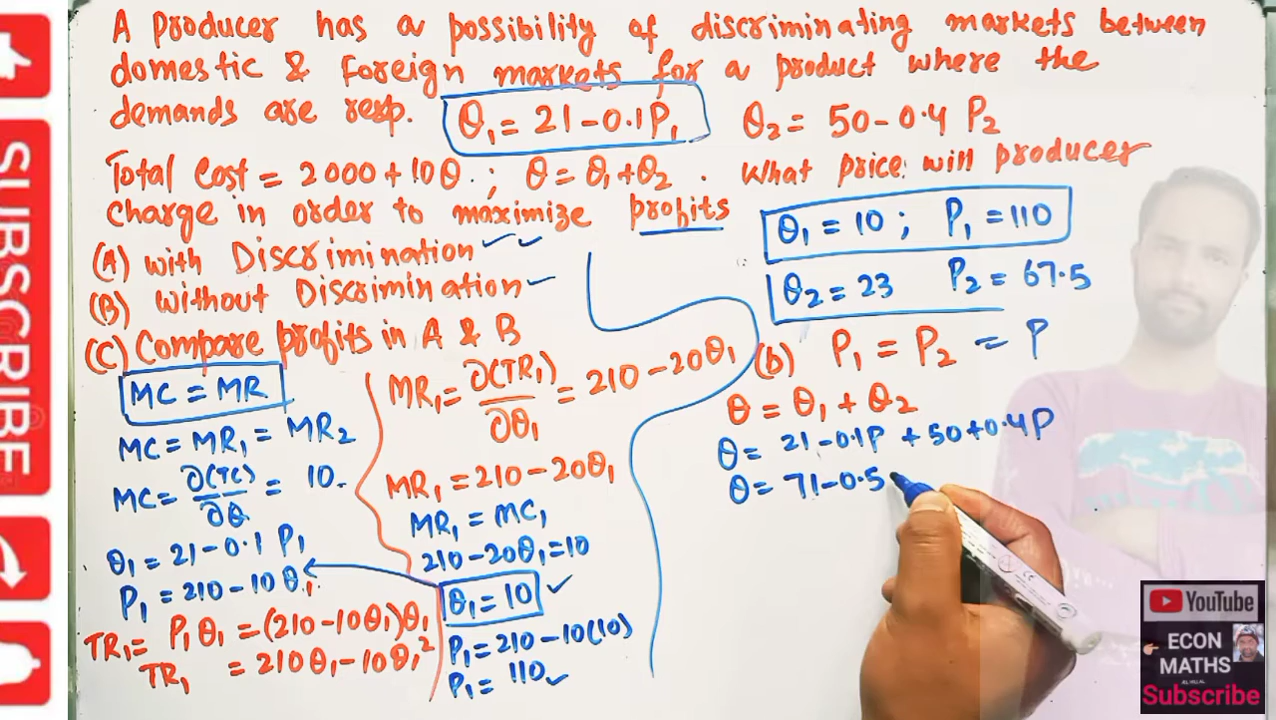 A Producer has a possibility of discriminating markets between
domestic & Foreign markets for a product where the
demands are resp. Q₁ = 21 - 0.1P₁ Q₂ = 50 - 0.4 P₂
Total Cost = 2000 + 10Q ; Q = Q₁ + Q₂ . What price: will producer
charge in order to maximize profits
(A) with Discrimination
(B) without Discrimination
(C) Compare profits in A & B
MC = MR
MC = MR₁ = MR₂
MC = ∂(TC)/∂Q = 10.
Q₁ = 21 - 0.1 P₁
P₁ = 210 - 10 Q₁.
TR₁ = P₁Q₁ = (210 - 10Q₁)Q₁
TR₁ = 210Q₁ - 10Q₁²
MR₁ = ∂(TR₁)/∂Q₁ = 210 - 20Q₁
MR₁ = 210 - 20Q₁
MR₁ = MC₁
210 - 20Q₁ = 10
Q₁ = 10
P₁ = 210 - 10(10)
P₁ = 110
Q₁ = 10 ; P₁ = 110
Q₂ = 23 P₂ = 67.5
(b) P₁ = P₂ = P
Q = Q₁ + Q₂
Q = 21 - 0.1P + 50 + 0.4P
Q = 71 - 0.5
SUBSCRIBE
YouTube
ECON
MATHS
Subscribe